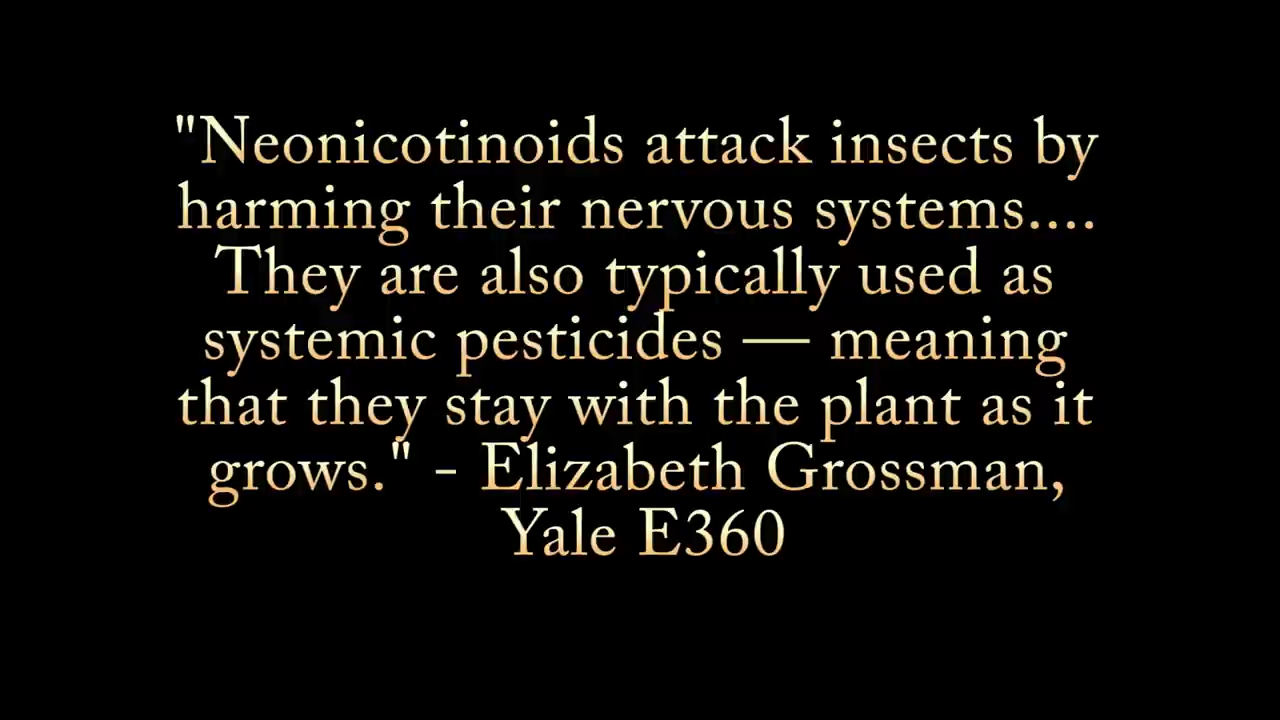 "Neonicotinoids attack insects by
harming their nervous systems....
They are also typically used as
systemic pesticides — meaning
that they stay with the plant as it
grows." - Elizabeth Grossman,
Yale E360